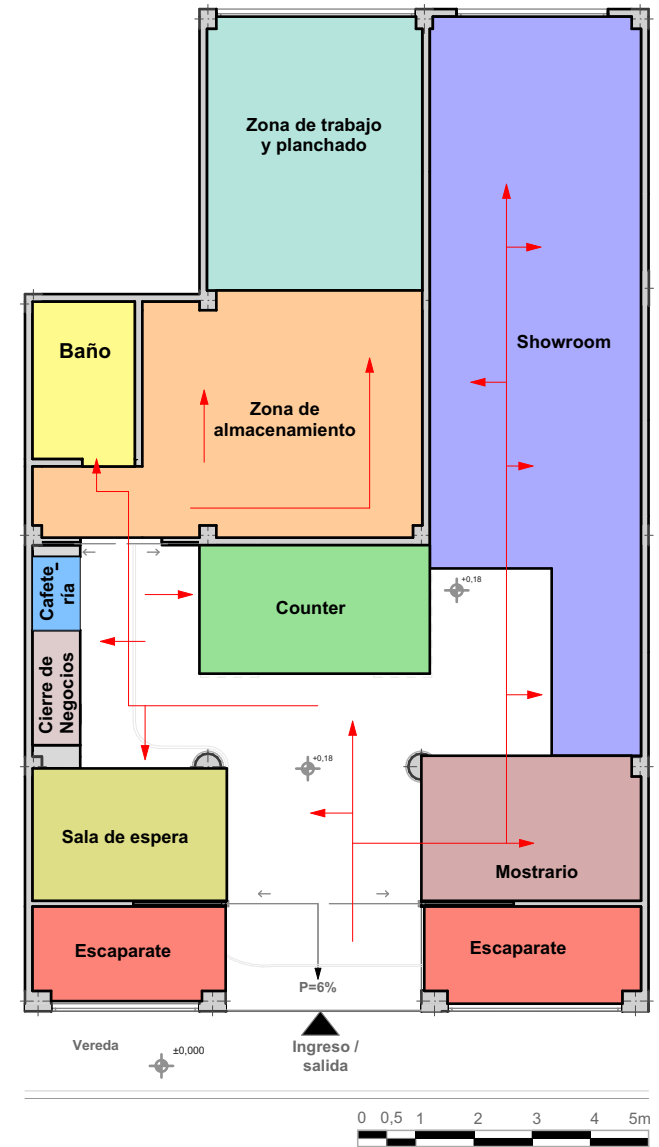 Zona de trabajo
y planchado
Showroom
Baño
Zona de
almacenamiento
Cafete_
ría
Counter
+0,18
Cierre de
Negocios
+0,18
Sala de espera
Mostrario
Escaparate
Escaparate
P=6%
Vereda
±0,000
Ingreso /
salida
0 0,5 1 2 3 4 5m